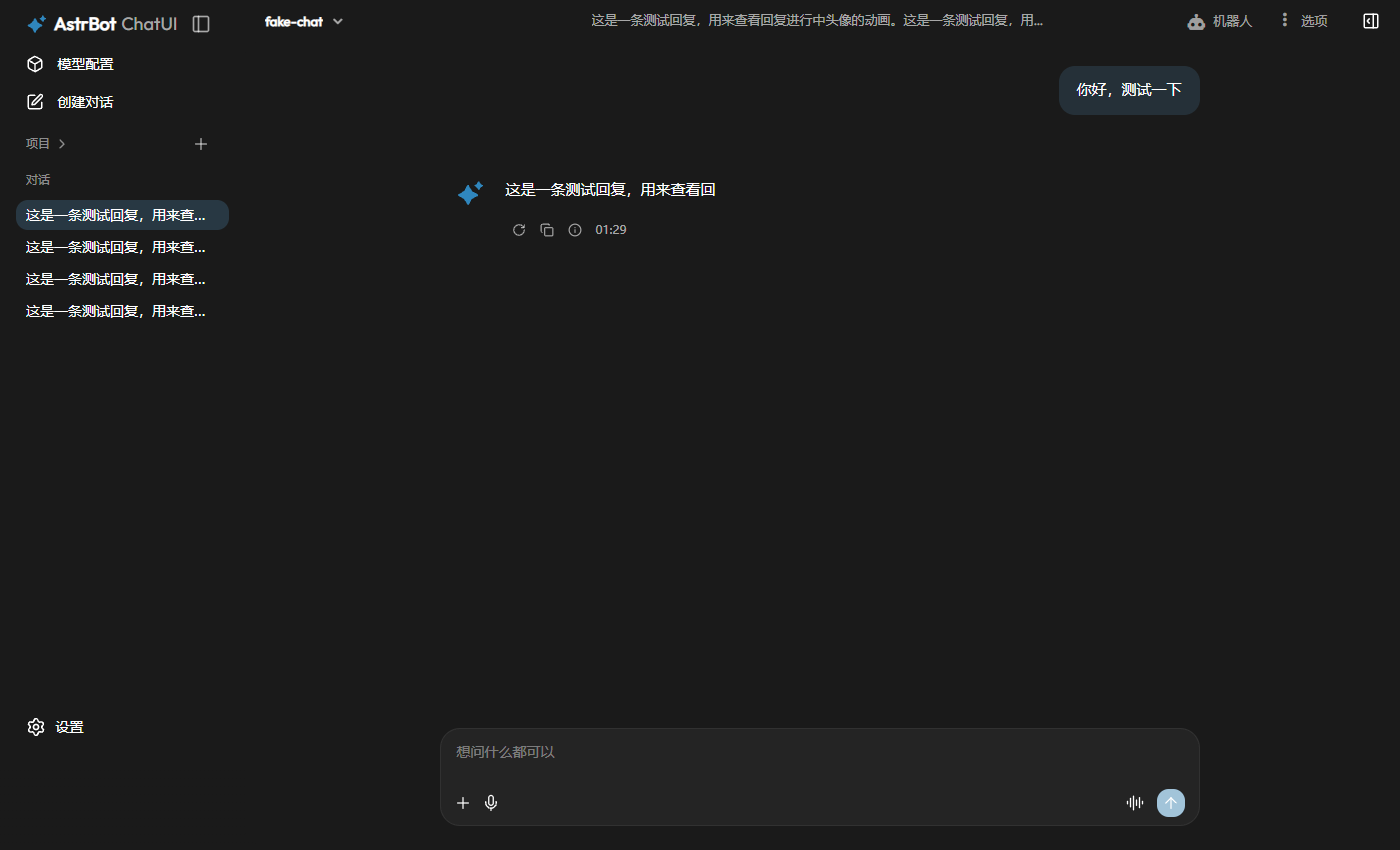 AstrBot ChatUI
fake-chat
这是一条测试回复，用来查看回复进行中头像的动画。这是一条测试回复，用...
机器人
选项
模型配置
创建对话
项目
对话
这是一条测试回复，用来查...
这是一条测试回复，用来查...
这是一条测试回复，用来查...
这是一条测试回复，用来查...
设置
你好，测试一下
这是一条测试回复，用来查看回
01:29
想问什么都可以